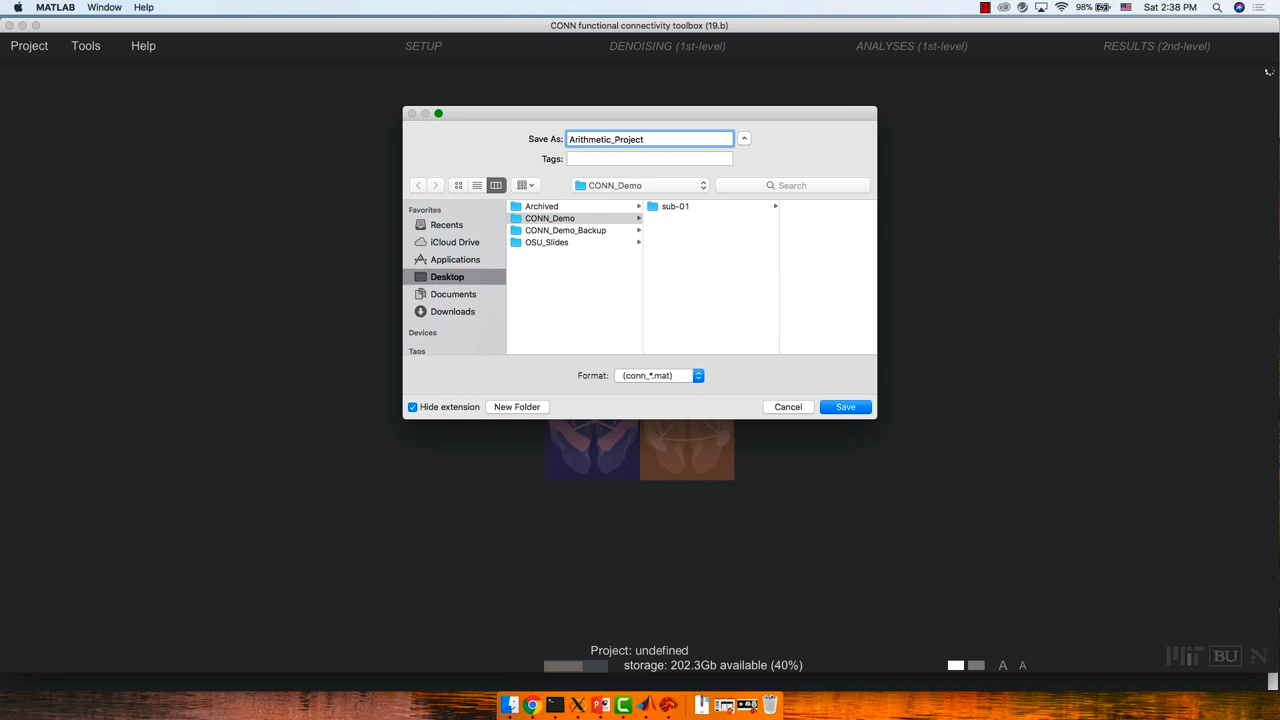 MATLAB Window Help 98% Sat 2:38 PM
CONN functional connectivity toolbox (19.b)
Project Tools Help SETUP DENOISING (1st-level) ANALYSES (1st-level) RESULTS (2nd-level)
Save As: Arithmetic_Project
Tags:
CONN_Demo Search
Favorites
Recents
iCloud Drive
Applications
Desktop
Documents
Downloads
Devices
Tags
Archived
CONN_Demo
CONN_Demo_Backup
OSU_Slides
sub-01
Format: (conn_*.mat)
Hide extension New Folder Cancel Save
Project: undefined
storage: 202.3Gb available (40%)
A A
MIT BU N